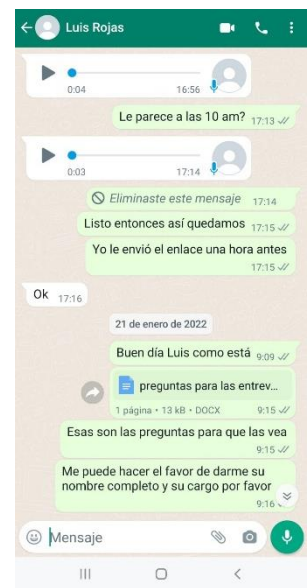 Luis Rojas
0:04 16:56
Le parece a las 10 am? 17:13
0:03 17:14
Eliminaste este mensaje 17:14
Listo entonces así quedamos 17:15
Yo le envió el enlace una hora antes
17:15
Ok 17:16
21 de enero de 2022
Buen día Luis como está 9:09
preguntas para las entrev...
1 página • 13 kB • DOCX 9:15
Esas son las preguntas para que las vea
9:15
Me puede hacer el favor de darme su
nombre completo y su cargo por favor
9:16
Mensaje